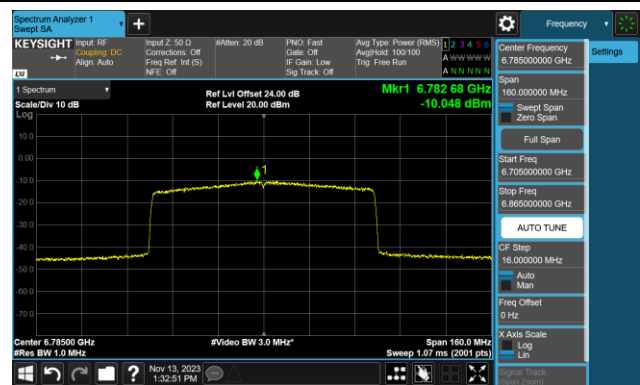 Spectrum Analyzer 1
Swept SA
+
Frequency
KEYSIGHT
Input: RF
Coupling: DC
Align: Auto
Input Z: 50 Ω
Corrections: Off
Freq Ref: Int (S)
NFE: Off
#Atten: 20 dB
PNO: Fast
Gate: Off
IF Gain: Low
Sig Track: Off
Avg Type: Power (RMS)
Avg|Hold: 100/100
Trig: Free Run
1 2 3 4 5 6
A W W W W W
A N N N N N
LXI
1 Spectrum
Scale/Div 10 dB
Log
Ref Lvl Offset 24.00 dB
Ref Level 20.00 dBm
Mkr1 6.782 68 GHz
-10.048 dBm
10.0
0.00
-10.0
-20.0
-30.0
-40.0
-50.0
-60.0
-70.0
1
Center 6.78500 GHz
#Res BW 1.0 MHz
#Video BW 3.0 MHz*
Span 160.0 MHz
Sweep 1.07 ms (2001 pts)
Nov 13, 2023
1:32:51 PM
Center Frequency
6.785000000 GHz
Settings
Span
160.000000 MHz
Swept Span
Zero Span
Full Span
Start Freq
6.705000000 GHz
Stop Freq
6.865000000 GHz
AUTO TUNE
CF Step
16.000000 MHz
Auto
Man
Freq Offset
0 Hz
X Axis Scale
Log
Lin
Signal Track
(Span Zoom)